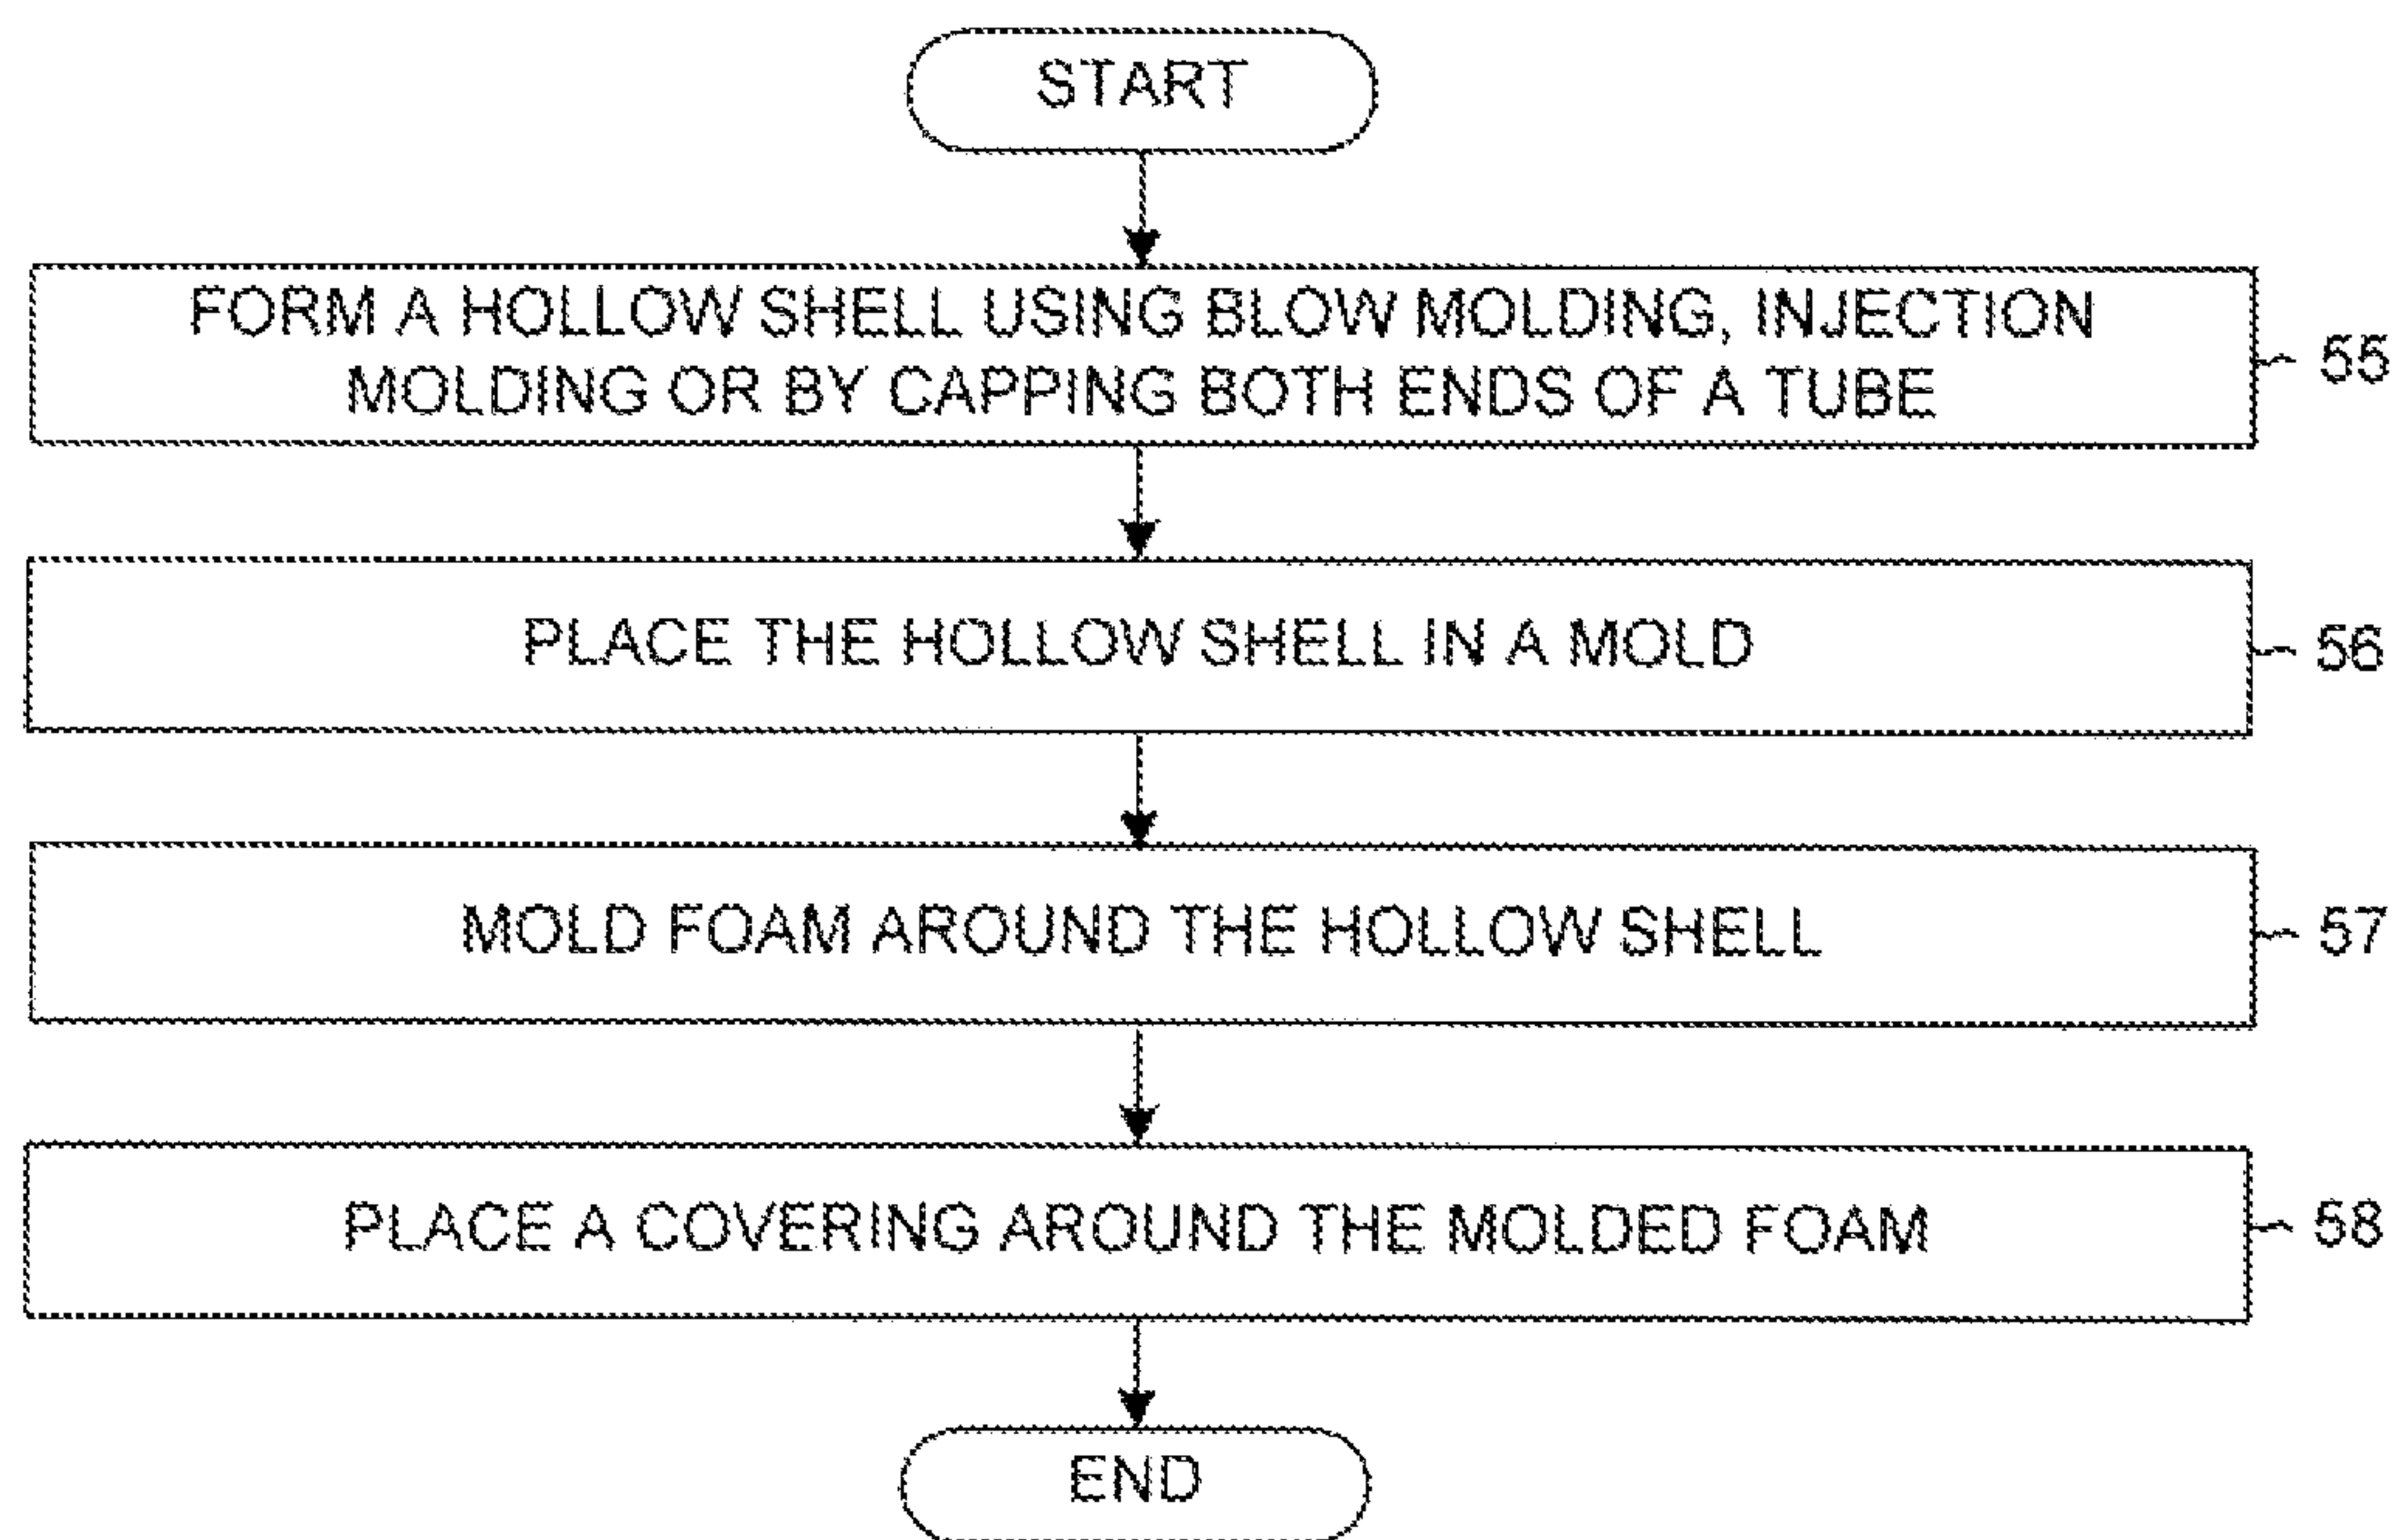 START
FORM A HOLLOW SHELL USING BLOW MOLDING, INJECTION
MOLDING OR BY CAPPING BOTH ENDS OF A TUBE
55
PLACE THE HOLLOW SHELL IN A MOLD
56
MOLD FOAM AROUND THE HOLLOW SHELL
57
PLACE A COVERING AROUND THE MOLDED FOAM
58
END